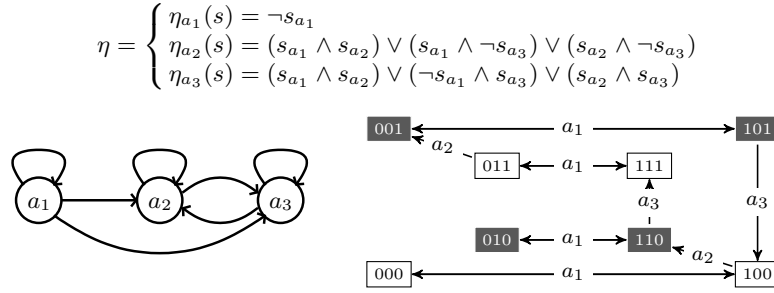 η = { η_{a_1}(s) = ¬s_{a_1}
η_{a_2}(s) = (s_{a_1} ∧ s_{a_2}) ∨ (s_{a_1} ∧ ¬s_{a_3}) ∨ (s_{a_2} ∧ ¬s_{a_3})
η_{a_3}(s) = (s_{a_1} ∧ s_{a_2}) ∨ (¬s_{a_1} ∧ s_{a_3}) ∨ (s_{a_2} ∧ s_{a_3})
a_1 a_2 a_3
001 a_1 101
a_2
011 a_1 111
a_3 a_3
010 a_1 110
a_2
000 a_1 100